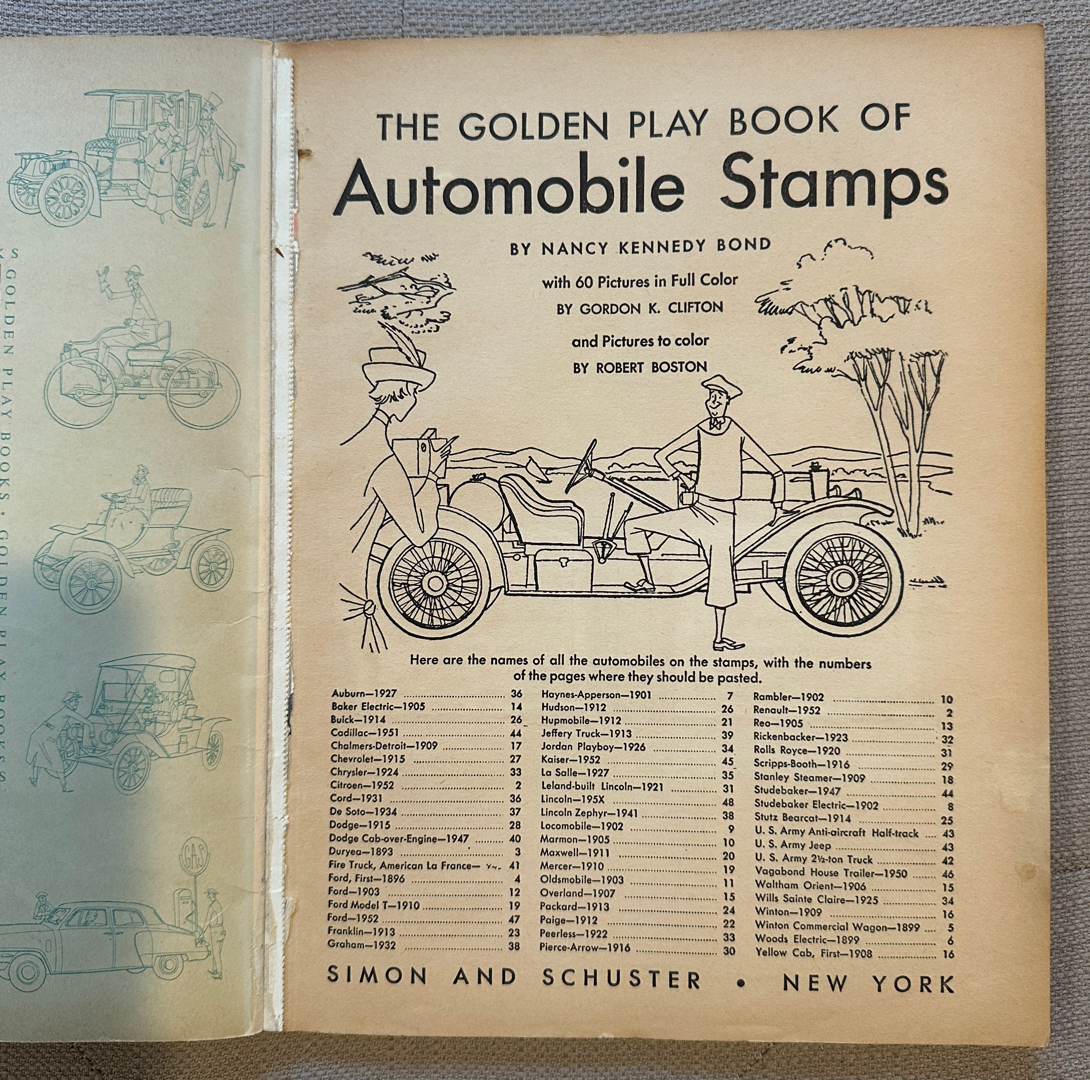 GOLDEN PLAY BOOKS • GOLDEN PLAY BOOKS
GAS
THE GOLDEN PLAY BOOK OF
Automobile Stamps
BY NANCY KENNEDY BOND
with 60 Pictures in Full Color
BY GORDON K. CLIFTON
and Pictures to color
BY ROBERT BOSTON
Here are the names of all the automobiles on the stamps, with the numbers
of the pages where they should be pasted.
Auburn—1927 36
Baker Electric—1905 14
Buick—1914 26
Cadillac—1951 44
Chalmers-Detroit—1909 17
Chevrolet—1915 27
Chrysler—1924 33
Citroen—1952 2
Cord—1931 36
De Soto—1934 37
Dodge—1915 28
Dodge Cab-over-Engine—1947 40
Duryea—1893 3
Fire Truck, American La France— 41
Ford, First—1896 4
Ford—1903 12
Ford Model T—1910 19
Ford—1952 47
Franklin—1913 23
Graham—1932 38
Haynes-Apperson—1901 7
Hudson—1912 26
Hupmobile—1912 21
Jeffery Truck—1913 39
Jordan Playboy—1926 34
Kaiser—1952 45
La Salle—1927 35
Leland-built Lincoln—1921 31
Lincoln—195X 48
Lincoln Zephyr—1941 38
Locomobile—1902 9
Marmon—1905 10
Maxwell—1911 20
Mercer—1910 19
Oldsmobile—1903 11
Overland—1907 15
Packard—1913 24
Paige—1912 22
Peerless—1922 33
Pierce-Arrow—1916 30
Rambler—1902 10
Renault—1952 2
Reo—1905 13
Rickenbacker—1923 32
Rolls Royce—1920 31
Scripps-Booth—1916 29
Stanley Steamer—1909 18
Studebaker—1947 44
Studebaker Electric—1902 8
Stutz Bearcat—1914 25
U. S. Army Anti-aircraft Half-track 43
U. S. Army Jeep 43
U. S. Army 2½-ton Truck 42
Vagabond House Trailer—1950 46
Waltham Orient—1906 15
Wills Sainte Claire—1925 34
Winton—1909 16
Winton Commercial Wagon—1899 5
Woods Electric—1899 6
Yellow Cab, First—1908 16
SIMON AND SCHUSTER • NEW YORK